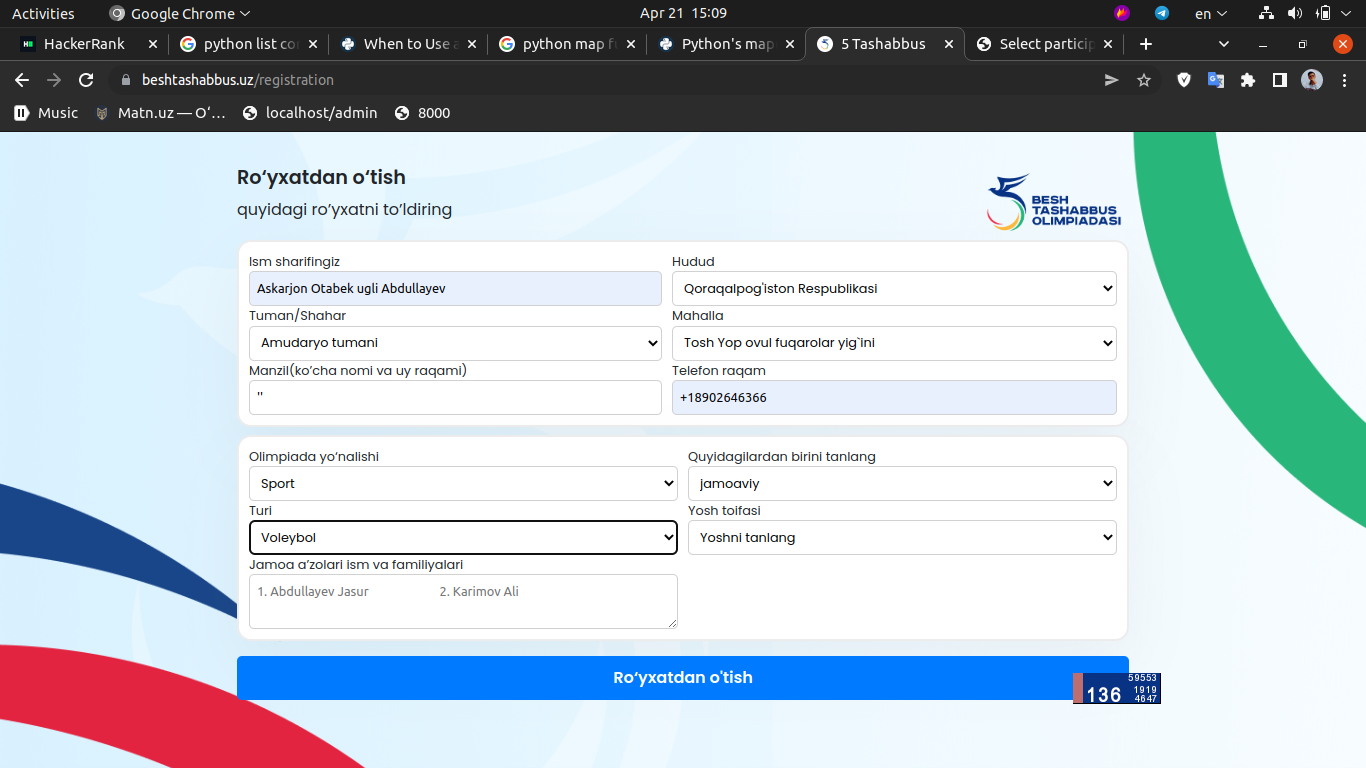 Activities Google Chrome Apr 21 15:09 en
HackerRank python list co When to Use a python map f Python's map 5 Tashabbus Select particip
beshtashabbus.uz/registration
Music Matn.uz — Oʻ… localhost/admin 8000
Ro‘yxatdan o‘tish
quyidagi ro‘yxatni to‘ldiring
BESH
TASHABBUS
OLIMPIADASI
Ism sharifingiz Hudud
Askarjon Otabek ugli Abdullayev Qoraqalpog'iston Respublikasi
Tuman/Shahar Mahalla
Amudaryo tumani Tosh Yop ovul fuqarolar yig`ini
Manzil(ko‘cha nomi va uy raqami) Telefon raqam
'' +18902646366
Olimpiada yo‘nalishi Quyidagilardan birini tanlang
Sport jamoaviy
Turi Yosh toifasi
Voleybol Yoshni tanlang
Jamoa a‘zolari ism va familiyalari
1. Abdullayev Jasur 2. Karimov Ali
Ro‘yxatdan o'tish
59553
136 1919
4647